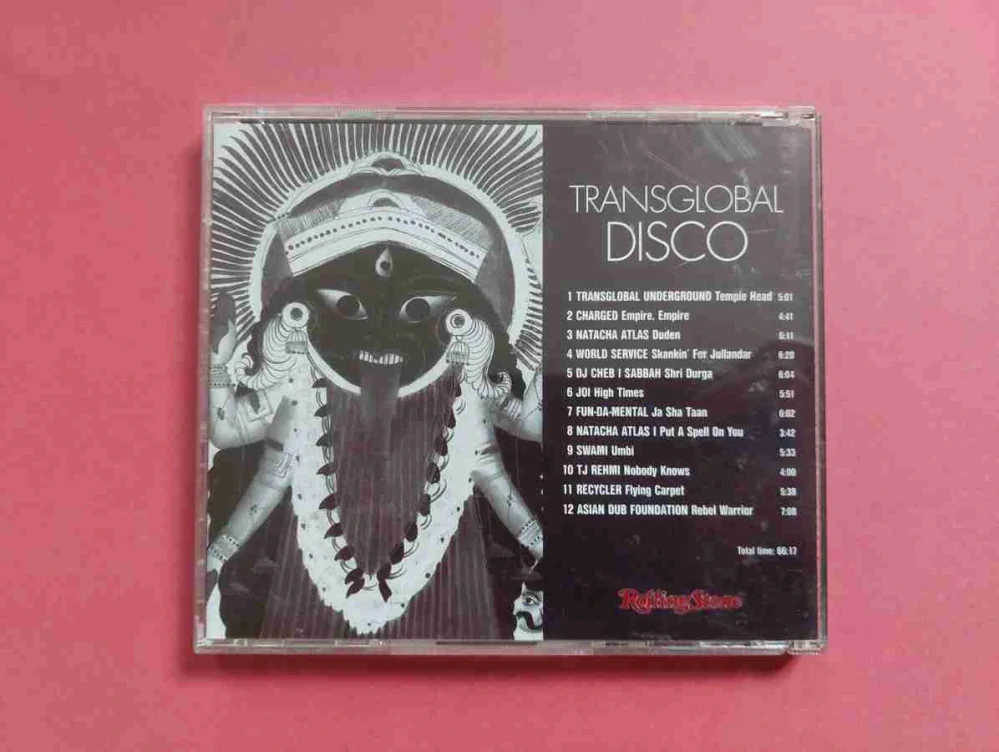 TRANSGLOBAL
DISCO
1 TRANSGLOBAL UNDERGROUND Temple Head 5:01
2 CHARGED Empire, Empire 4:41
3 NATACHA ATLAS Duden 6:11
4 WORLD SERVICE Skankin' Fer Jullandar 6:20
5 DJ CHEB I SABBAH Shri Durga 6:04
6 JOI High Times 5:51
7 FUN-DA-MENTAL Ja Sha Taan 6:02
8 NATACHA ATLAS I Put A Spell On You 3:42
9 SWAMI Umbi 5:33
10 TJ REHMI Nobody Knows 4:00
11 RECYCLER Flying Carpet 5:38
12 ASIAN DUB FOUNDATION Rebel Warrior 7:08
Total time: 66:17
Rolling Stone